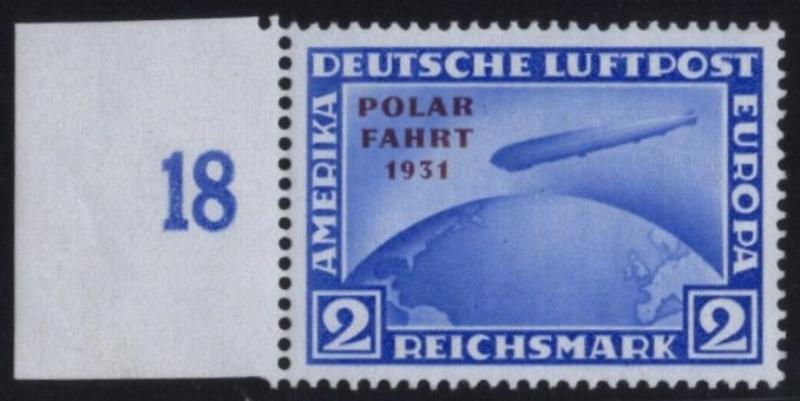 18
DEUTSCHE LUFTPOST
AMERIKA
POLAR
FAHRT
1931
EUROPA
2 REICHSMARK 2